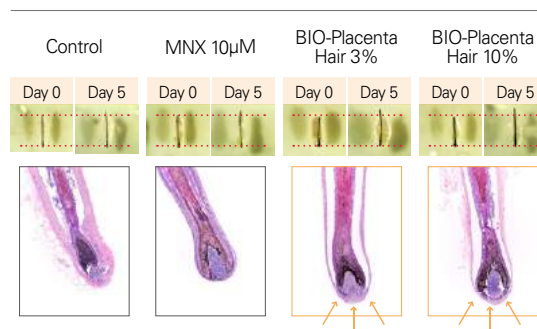 Control
MNX 10µM
BIO-Placenta
Hair 3%
BIO-Placenta
Hair 10%
Day 0 Day 5 Day 0 Day 5 Day 0 Day 5 Day 0 Day 5